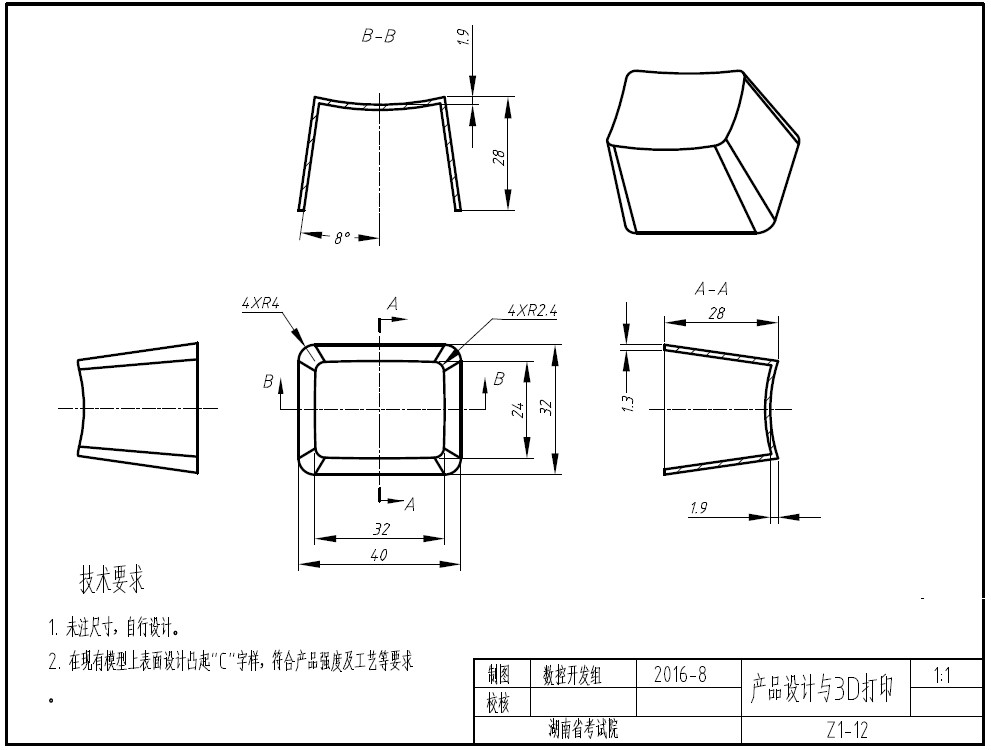 B-B
1.9
28
8°
4XR4
A
4XR2.4
A-A
28
B
B
24
32
1.3
A
1.9
32
40
技术要求
1. 未注尺寸，自行设计。
2. 在现有模型上表面设计凸起"C"字样，符合产品强度及工艺等要求
。
制图 数控开发组 2016-8 产品设计与3D打印 1:1
校核
湖南省考试院 Z1-12